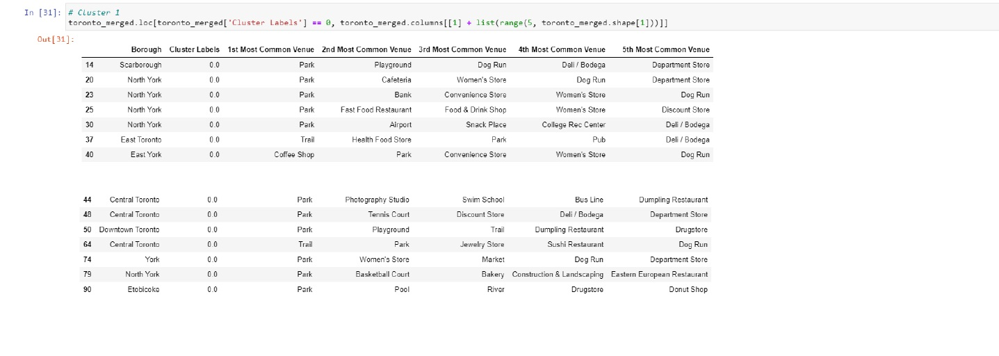 In [31]: # Cluster 1
toronto_merged.loc[toronto_merged['Cluster Labels'] == 0, toronto_merged.columns[[1] + list(range(5, toronto_merged.shape[1]))]]
Out[31]:
Borough Cluster Labels 1st Most Common Venue 2nd Most Common Venue 3rd Most Common Venue 4th Most Common Venue 5th Most Common Venue
14 Scarborough 0.0 Park Playground Dog Run Deli / Bodega Department Store
20 North York 0.0 Park Cafeteria Women's Store Dog Run Department Store
23 North York 0.0 Park Bank Convenience Store Women's Store Dog Run
25 North York 0.0 Park Fast Food Restaurant Food & Drink Shop Women's Store Discount Store
30 North York 0.0 Park Airport Snack Place College Rec Center Deli / Bodega
37 East Toronto 0.0 Trail Health Food Store Park Pub Deli / Bodega
40 East York 0.0 Coffee Shop Park Convenience Store Women's Store Dog Run
44 Central Toronto 0.0 Park Photography Studio Swim School Bus Line Dumpling Restaurant
48 Central Toronto 0.0 Park Tennis Court Discount Store Deli / Bodega Department Store
50 Downtown Toronto 0.0 Park Playground Trail Dumpling Restaurant Drugstore
64 Central Toronto 0.0 Trail Park Jewelry Store Sushi Restaurant Dog Run
74 York 0.0 Park Women's Store Market Dog Run Department Store
79 North York 0.0 Park Basketball Court Bakery Construction & Landscaping Eastern European Restaurant
90 Etobicoke 0.0 Park Pool River Drugstore Donut Shop